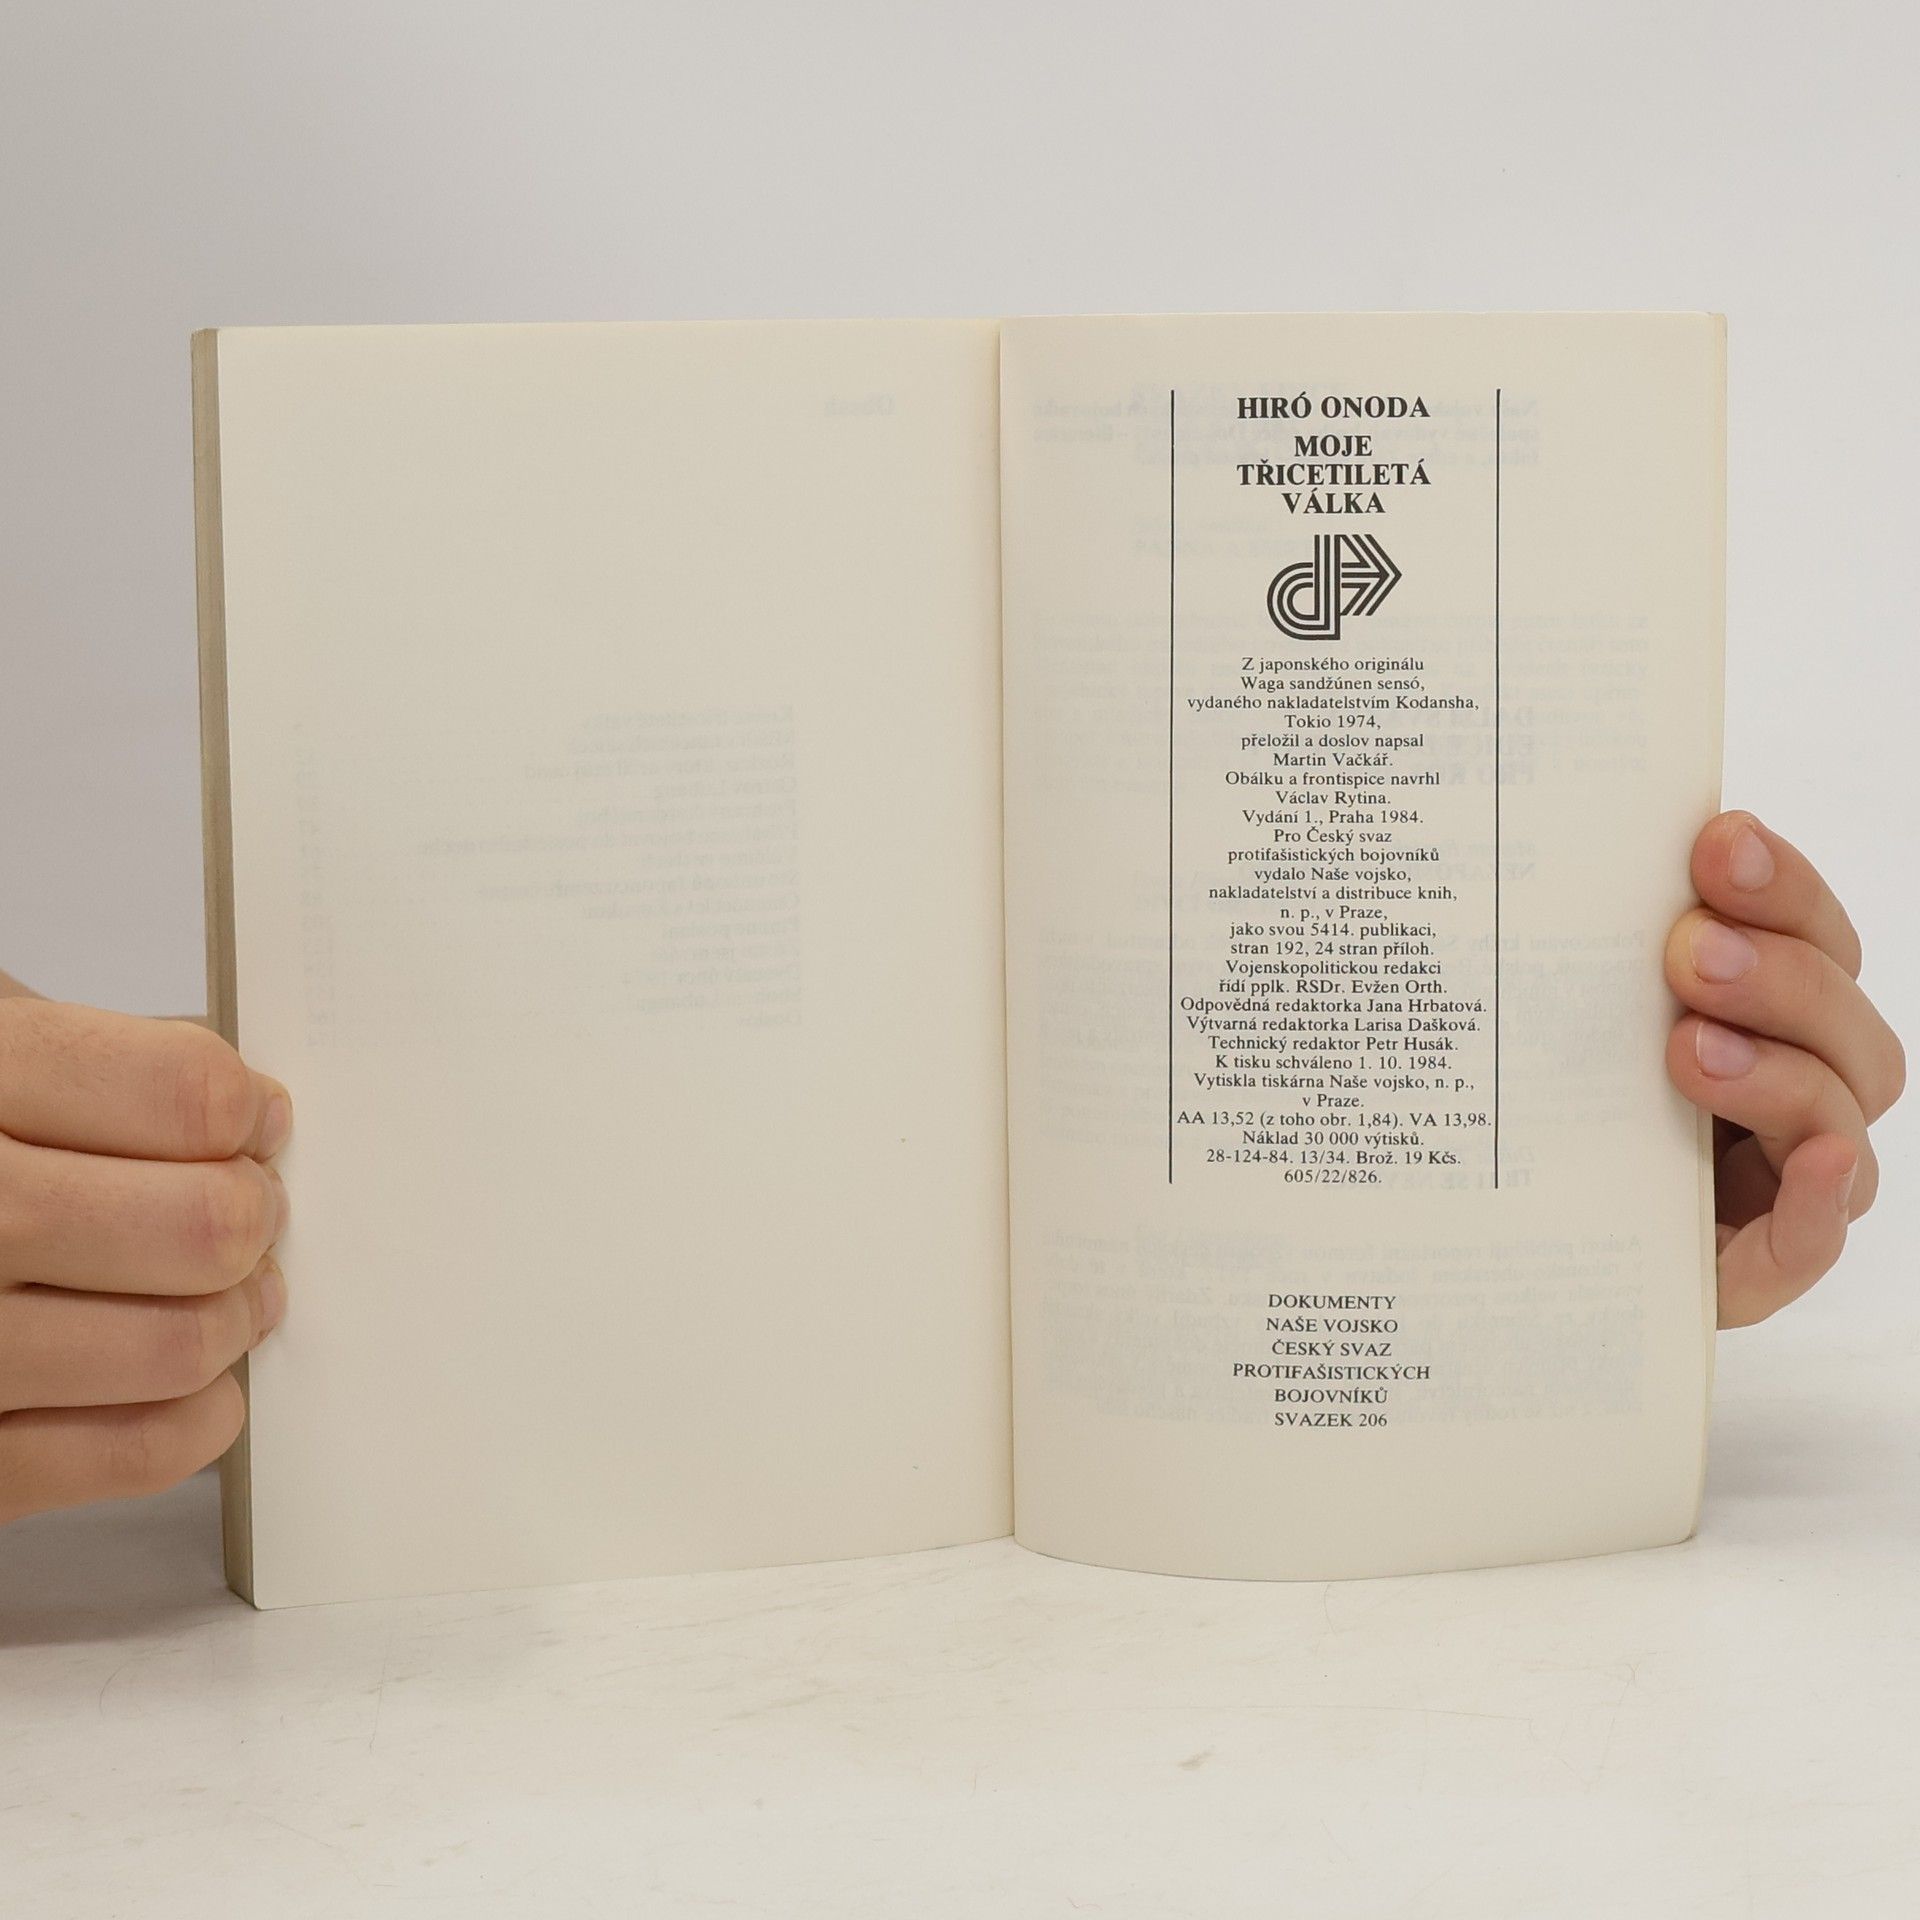 HIRÓ ONODA
MOJE
TŘICETILETÁ
VÁLKA
Z japonského originálu
Waga sandžúnen sensó,
vydaného nakladatelstvím Kodansha,
Tokio 1974,
přeložil a doslov napsal
Martin Vačkář.
Obálku a frontispice navrhl
Václav Rytina.
Vydání 1., Praha 1984.
Pro Český svaz
protifašistických bojovníků
vydalo Naše vojsko,
nakladatelství a distribuce knih,
n. p., v Praze,
jako svou 5414. publikaci,
stran 192, 24 stran příloh.
Vojenskopolitickou redakci
řídí pplk. RSDr. Evžen Orth.
Odpovědná redaktorka Jana Hrbatová.
Výtvarná redaktorka Larisa Dašková.
Technický redaktor Petr Husák.
K tisku schváleno 1. 10. 1984.
Vytiskla tiskárna Naše vojsko, n. p.,
v Praze.
AA 13,52 (z toho obr. 1,84). VA 13,98.
Náklad 30 000 výtisků.
28-124-84. 13/34. Brož. 19 Kčs.
605/22/826.
DOKUMENTY
NAŠE VOJSKO
ČESKÝ SVAZ
PROTIFAŠISTICKÝCH
BOJOVNÍKŮ
SVAZEK 206